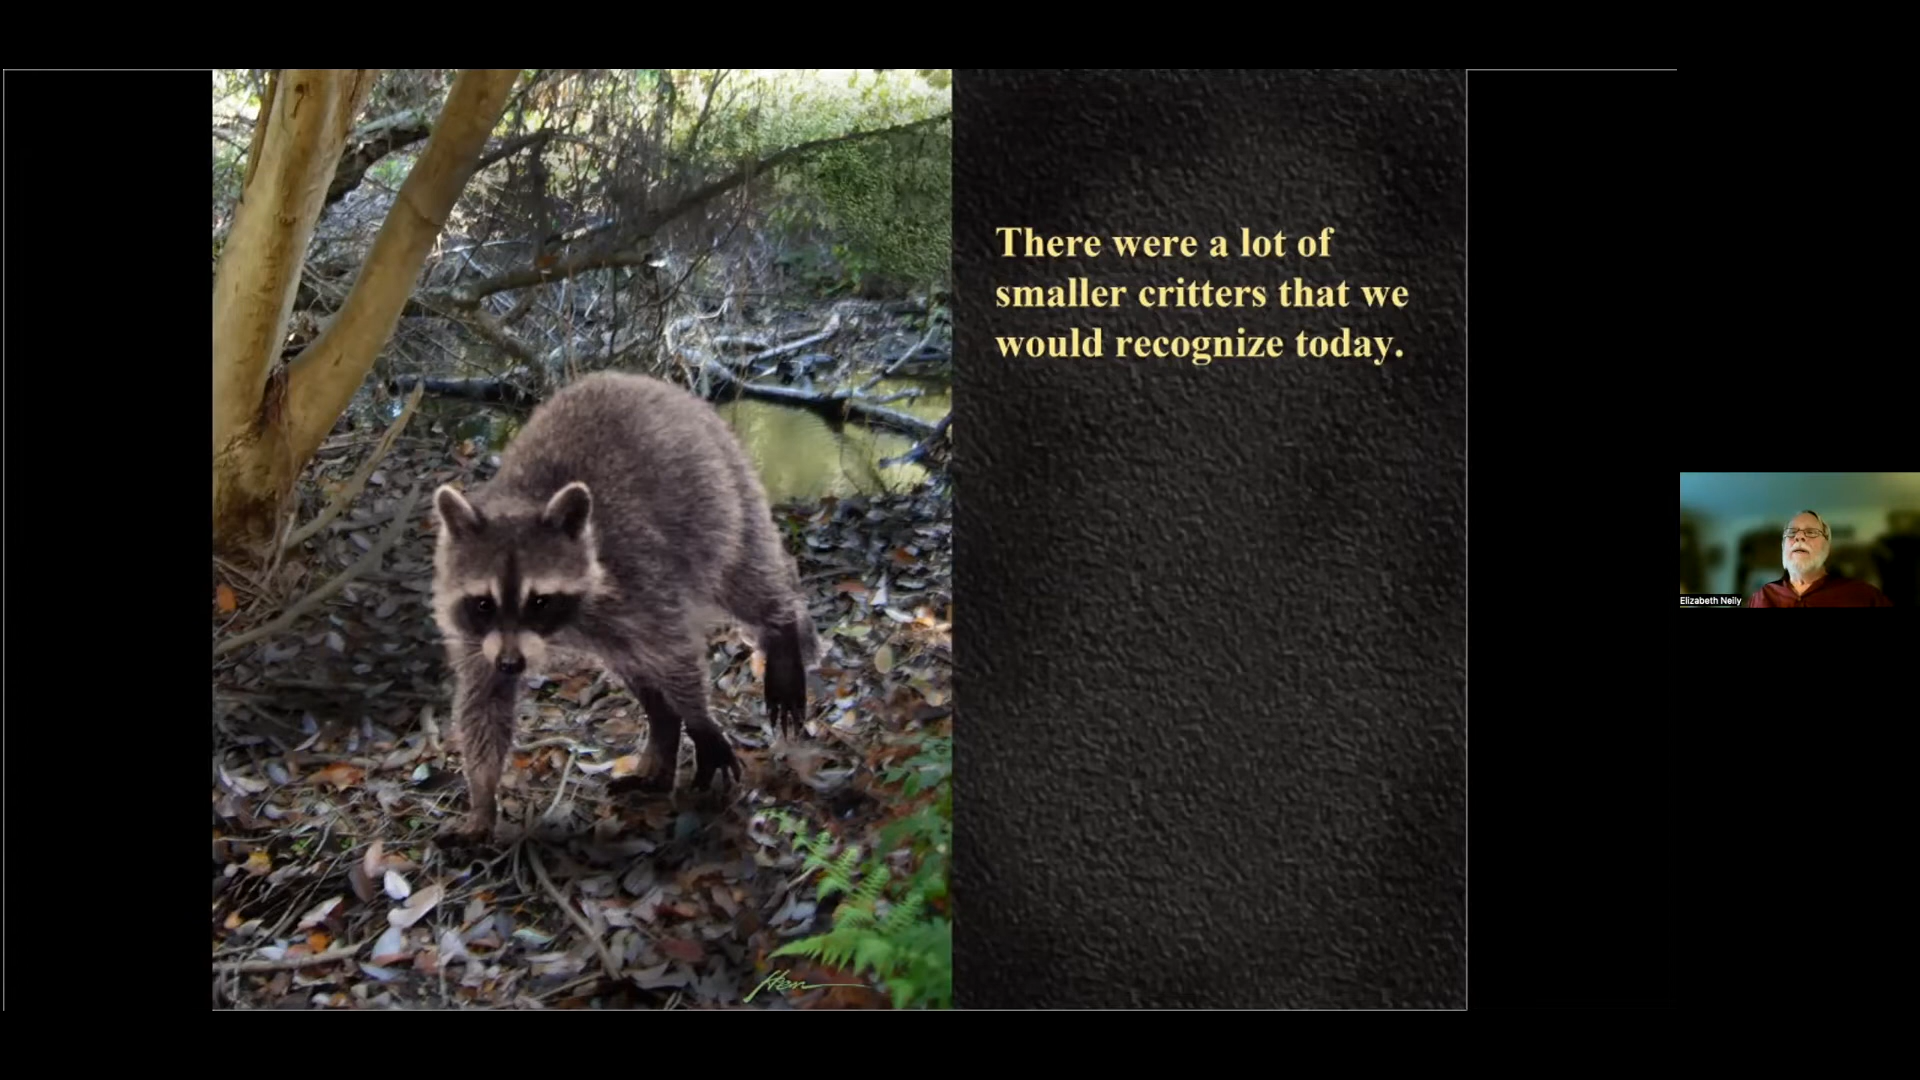 There were a lot of
smaller critters that we
would recognize today.
Elizabeth Neily